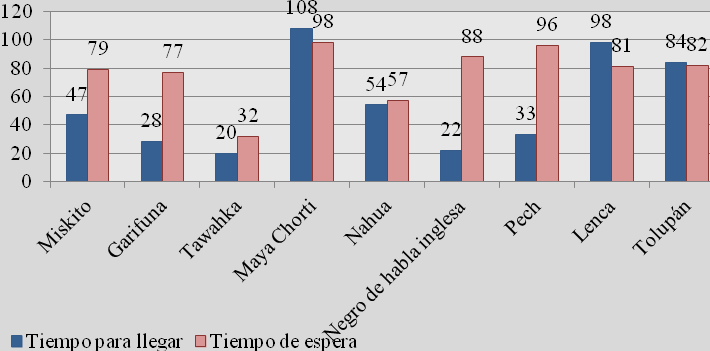 120
100
80
60
40
20
0
47
79
28
77
20
32
108
98
54
57
22
88
33
96
98
81
84
82
Miskito
Garifuna
Tawahka
Maya Chorti
Nahua
Negro de habla inglesa
Pech
Lenca
Tolupán
Tiempo para llegar
Tiempo de espera